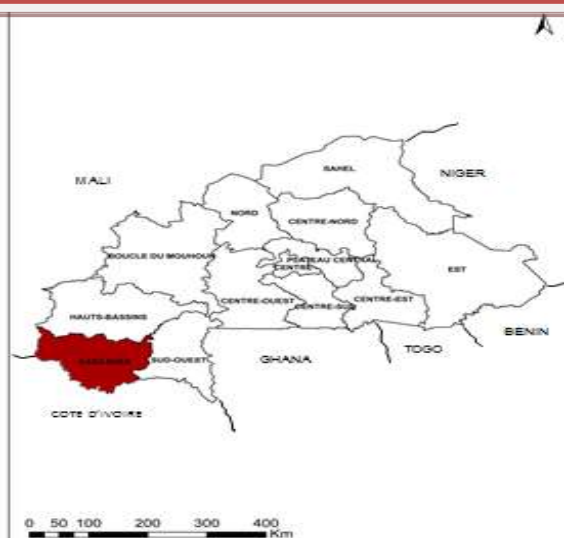 SAHEL
NIGER
MALI
NORD
CENTRE-NORD
BOUCLE DU MOUHOUN
PLATEAU CENTRAL
CENTRE
EST
CENTRE-OUEST
CENTRE-SUD
CENTRE-EST
HAUTS-BASSINS
BENIN
TOGO
GHANA
SUD-OUEST
COTE D'IVOIRE
0 50 100 200 300 400
Km